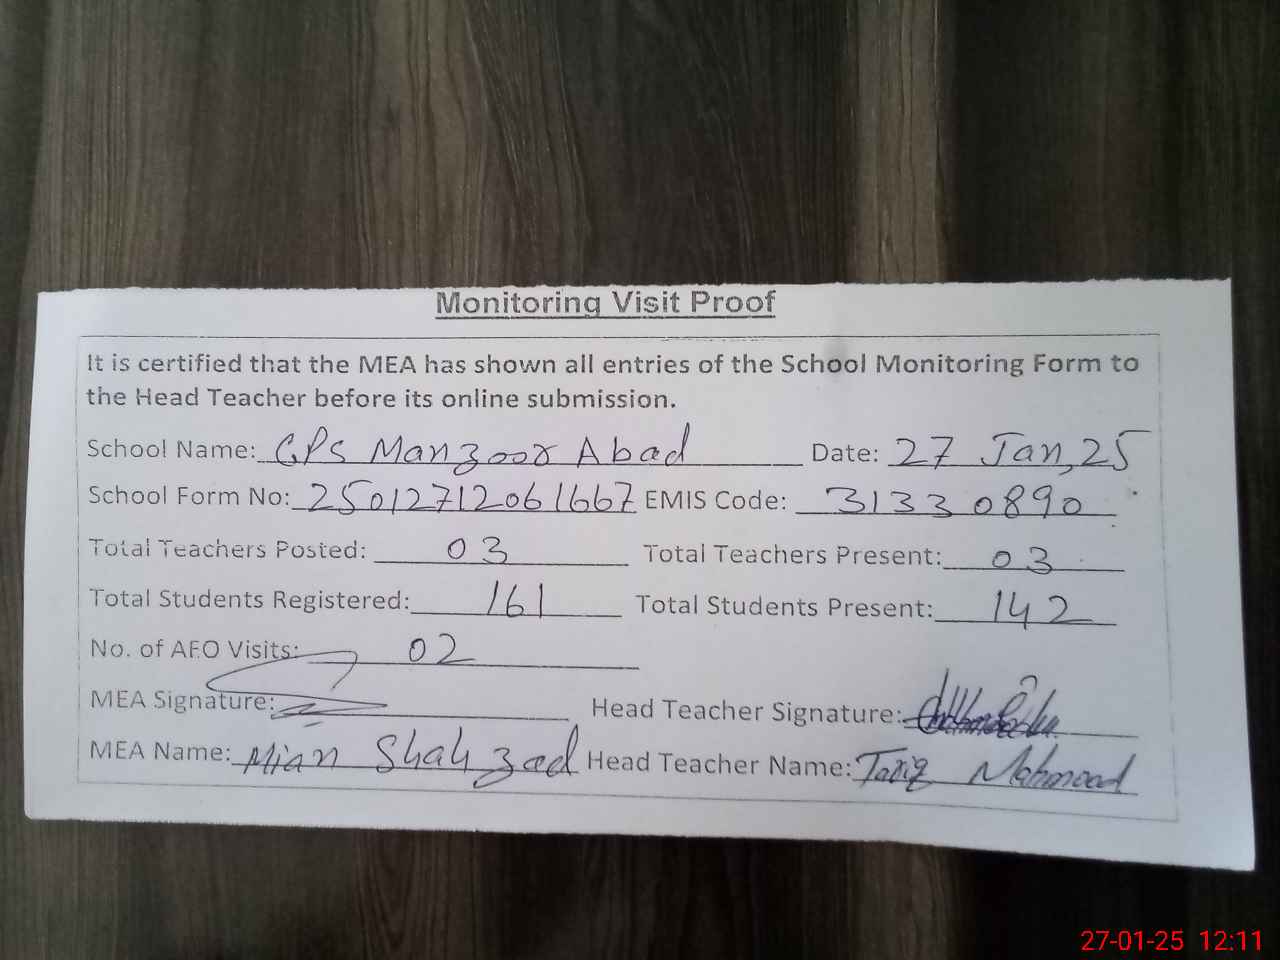 Monitoring Visit Proof
It is certified that the MEA has shown all entries of the School Monitoring Form to
the Head Teacher before its online submission.
School Name: GPS Manzoor Abad Date: 27 Jan, 25
School Form No: 25012712061667 EMIS Code: 31330890
Total Teachers Posted: 03 Total Teachers Present: 03
Total Students Registered: 161 Total Students Present: 142
No. of AEO Visits: 02
MEA Signature: Head Teacher Signature:
MEA Name: Mian Shahzad Head Teacher Name: Tariq Mahmood
27-01-25 12:11